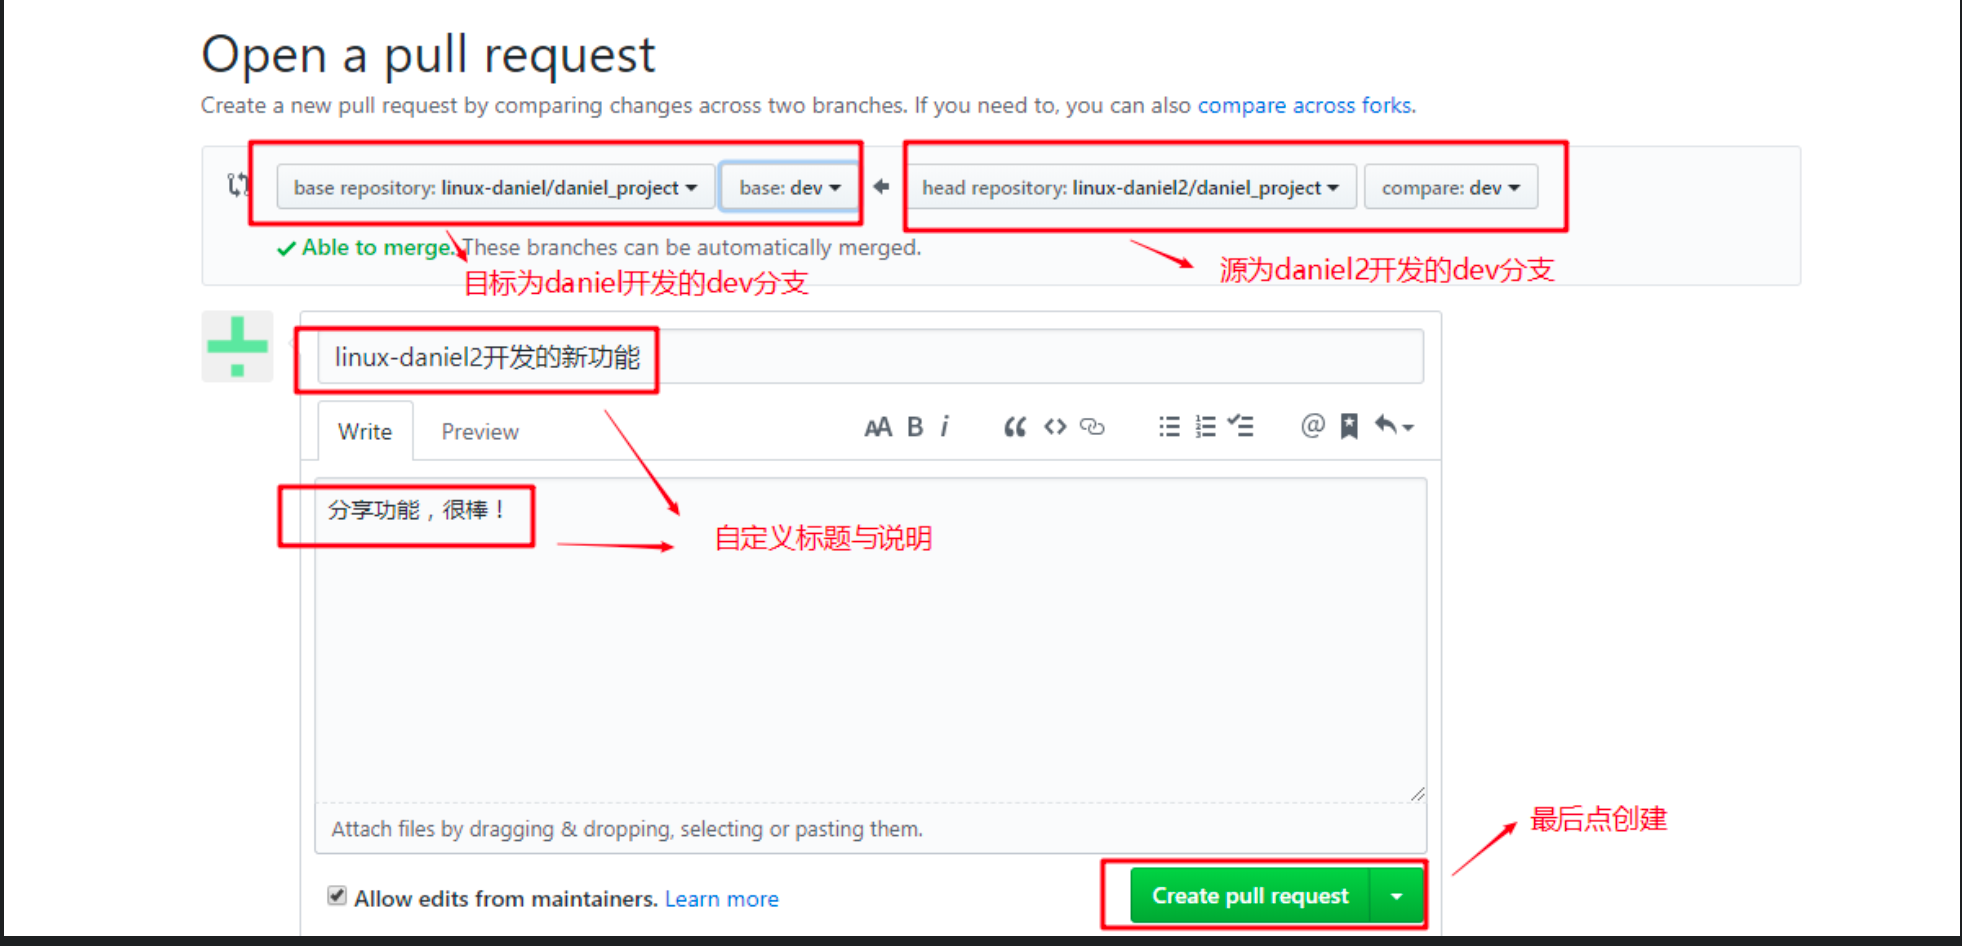 Open a pull request
Create a new pull request by comparing changes across two branches. If you need to, you can also compare across forks.
base repository: linux-daniel/daniel_project base: dev head repository: linux-daniel2/daniel_project compare: dev
Able to merge. These branches can be automatically merged.
目标为daniel开发的dev分支
源为daniel2开发的dev分支
linux-daniel2开发的新功能
Write Preview
分享功能，很棒！
自定义标题与说明
Attach files by dragging & dropping, selecting or pasting them.
最后点创建
Allow edits from maintainers. Learn more
Create pull request